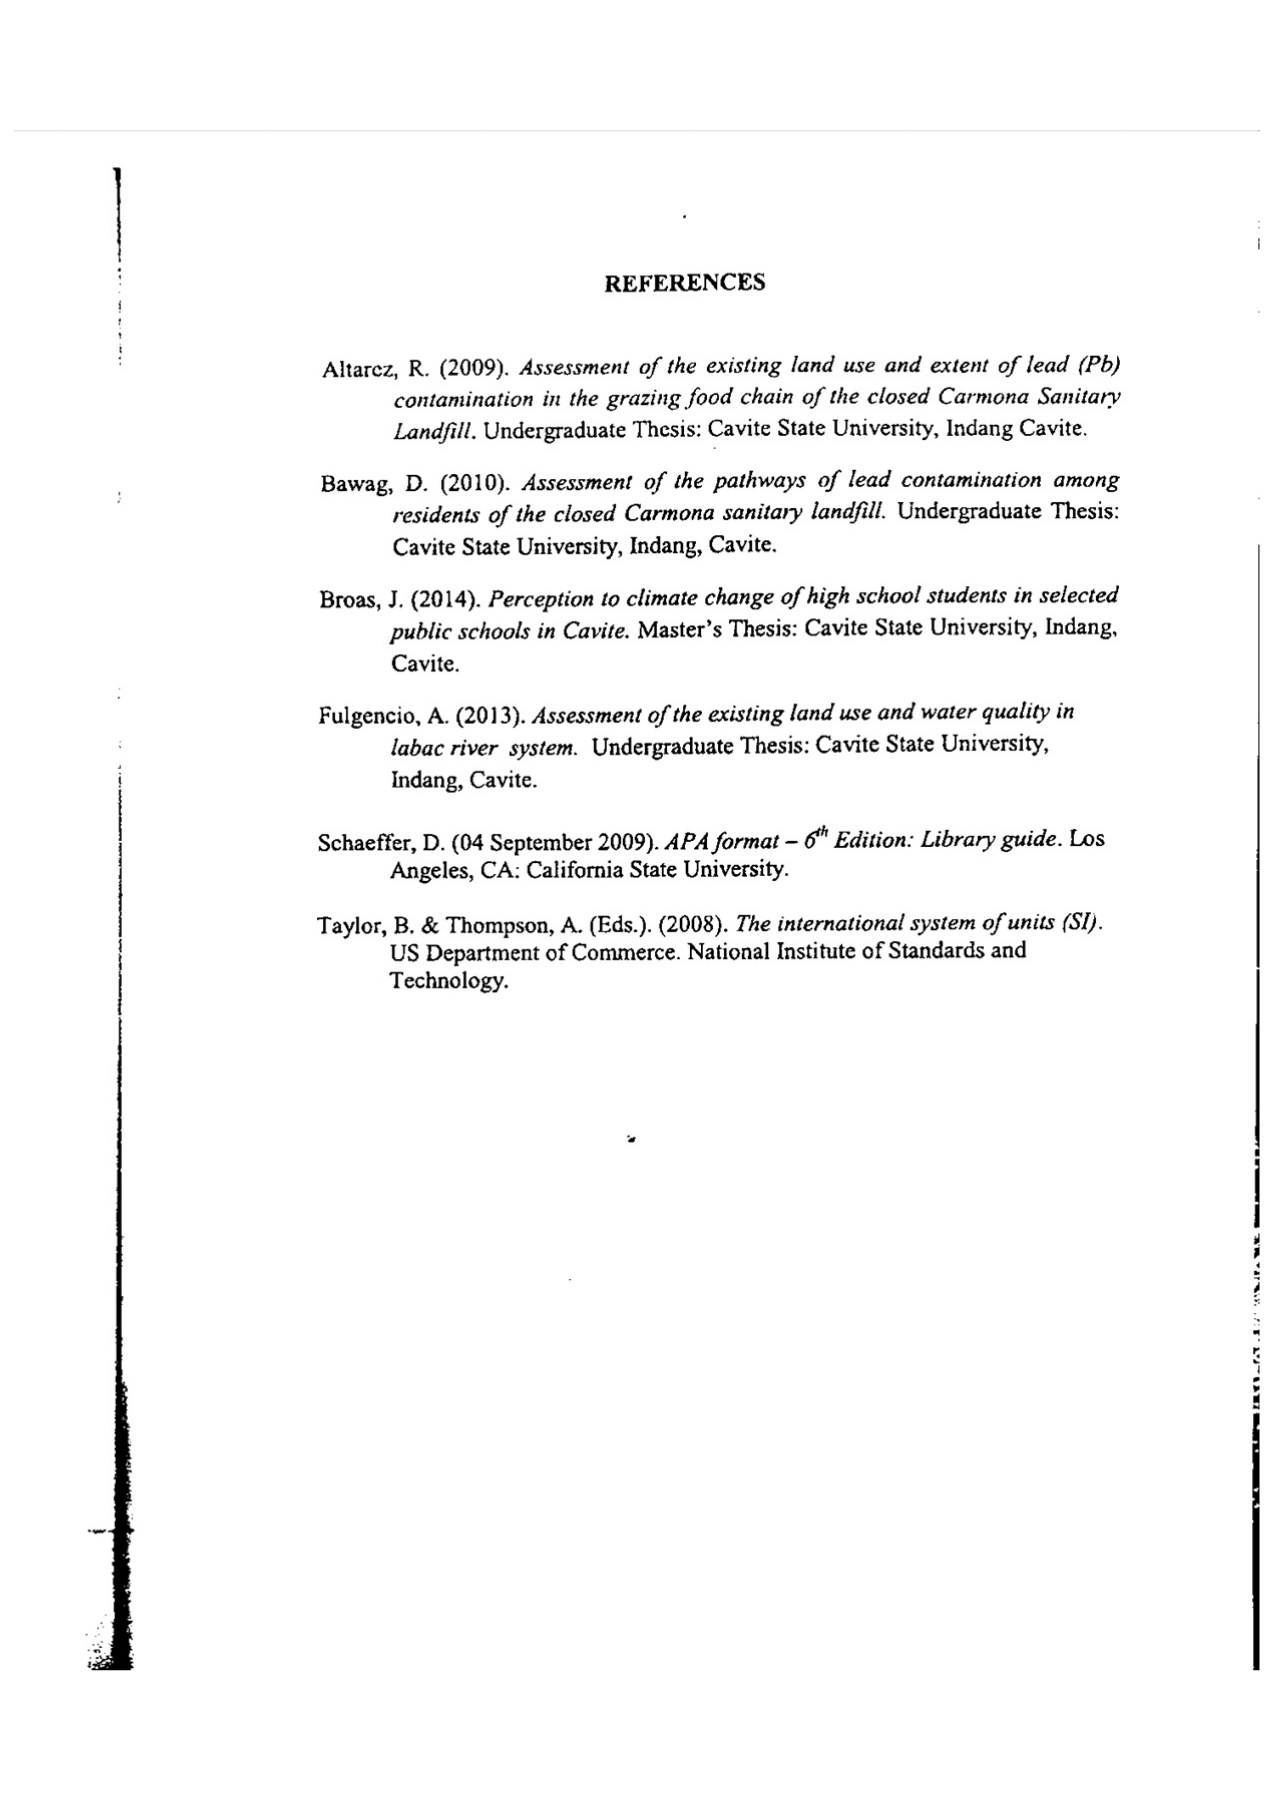 REFERENCES
Altarez, R. (2009). Assessment of the existing land use and extent of lead (Pb)
contamination in the grazing food chain of the closed Carmona Sanitary
Landfill. Undergraduate Thesis: Cavite State University, Indang Cavite.
Bawag, D. (2010). Assessment of the pathways of lead contamination among
residents of the closed Carmona sanitary landfill. Undergraduate Thesis:
Cavite State University, Indang, Cavite.
Broas, J. (2014). Perception to climate change of high school students in selected
public schools in Cavite. Master's Thesis: Cavite State University, Indang,
Cavite.
Fulgencio, A. (2013). Assessment of the existing land use and water quality in
labac river system. Undergraduate Thesis: Cavite State University,
Indang, Cavite.
Schaeffer, D. (04 September 2009). APA format – 6th Edition: Library guide. Los
Angeles, CA: California State University.
Taylor, B. & Thompson, A. (Eds.). (2008). The international system of units (SI).
US Department of Commerce. National Institute of Standards and
Technology.